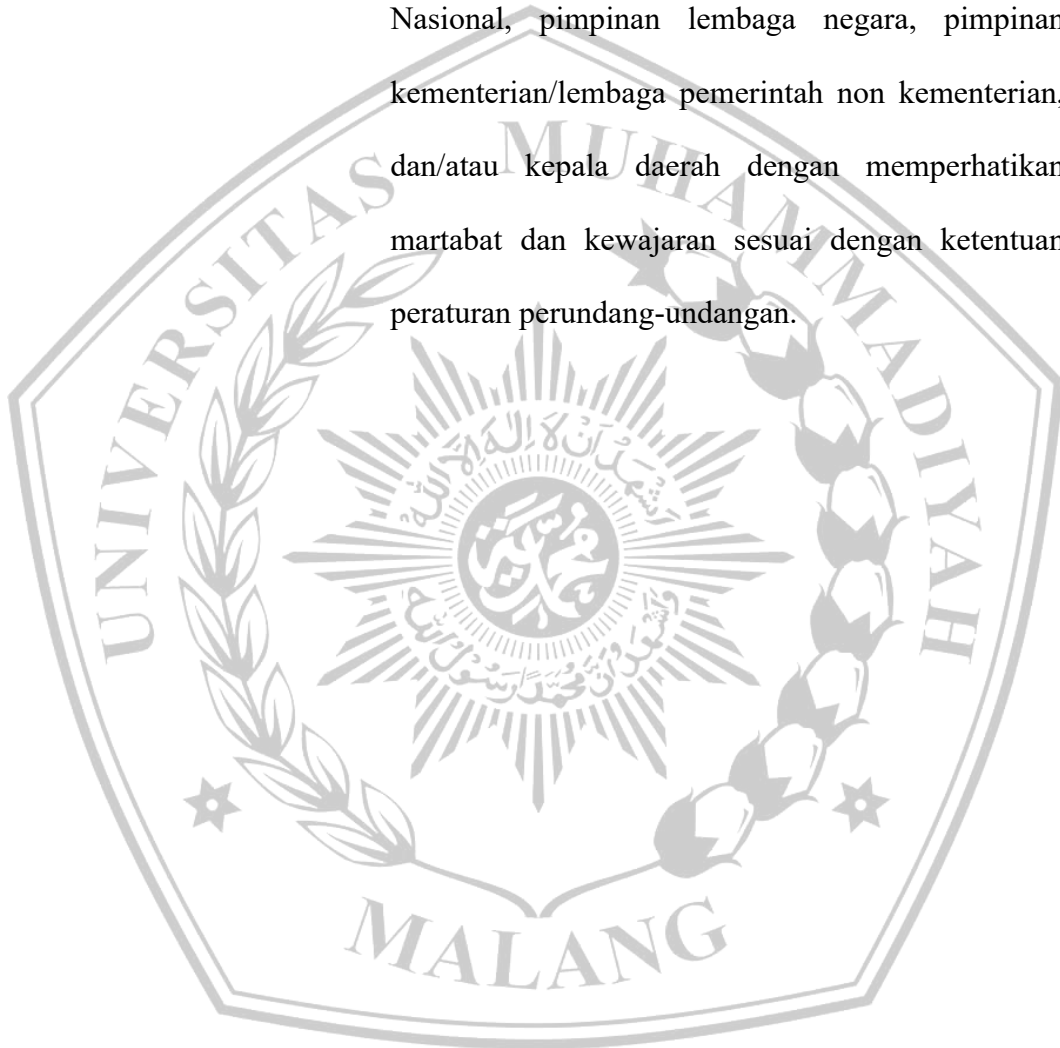 Nasional, pimpinan lembaga negara, pimpinan
kementerian/lembaga pemerintah non kementerian,
dan/atau kepala daerah dengan memperhatikan
martabat dan kewajaran sesuai dengan ketentuan
peraturan perundang-undangan.
UNIVERSITAS MUHAMMADIYAH
MALANG